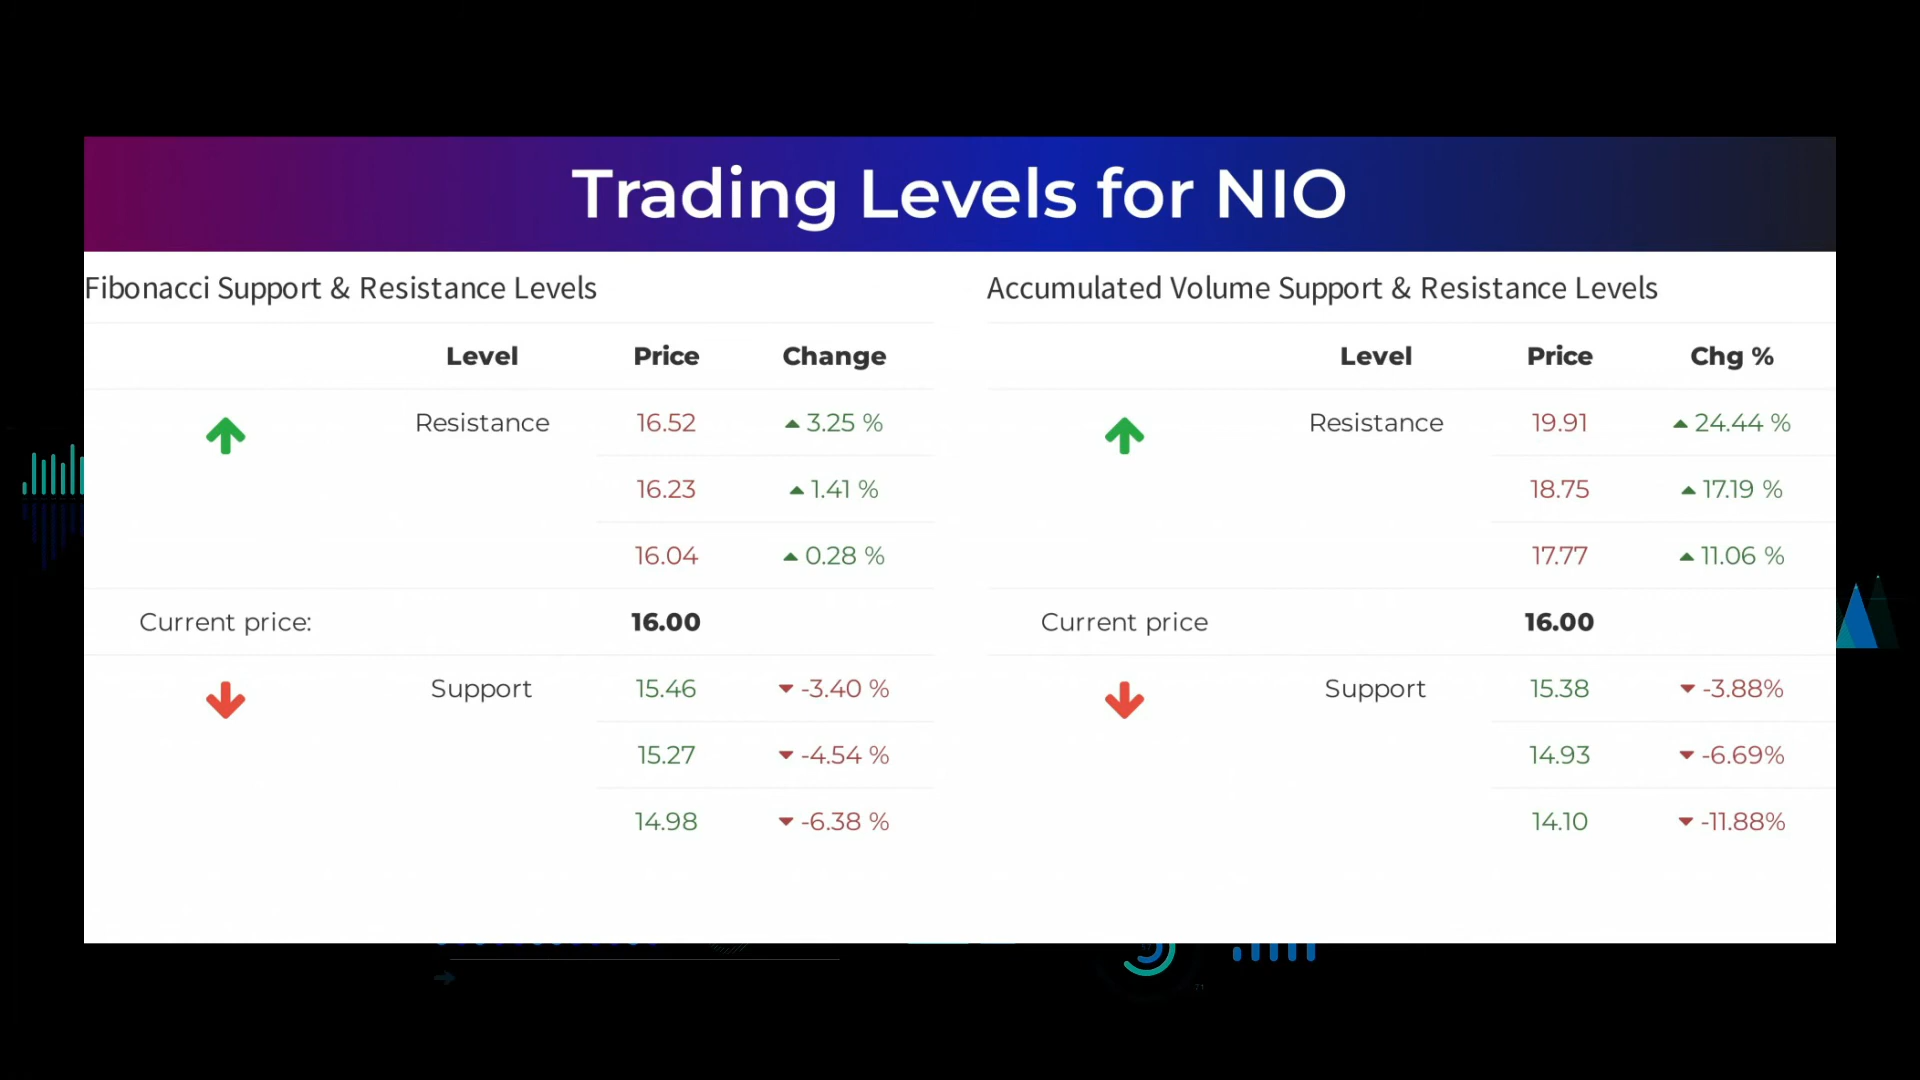 Trading Levels for NIO
Fibonacci Support & Resistance Levels
Level Price Change
Resistance 16.52 3.25 %
16.23 1.41 %
16.04 0.28 %
Current price: 16.00
Support 15.46 -3.40 %
15.27 -4.54 %
14.98 -6.38 %
Accumulated Volume Support & Resistance Levels
Level Price Chg %
Resistance 19.91 24.44 %
18.75 17.19 %
17.77 11.06 %
Current price 16.00
Support 15.38 -3.88%
14.93 -6.69%
14.10 -11.88%